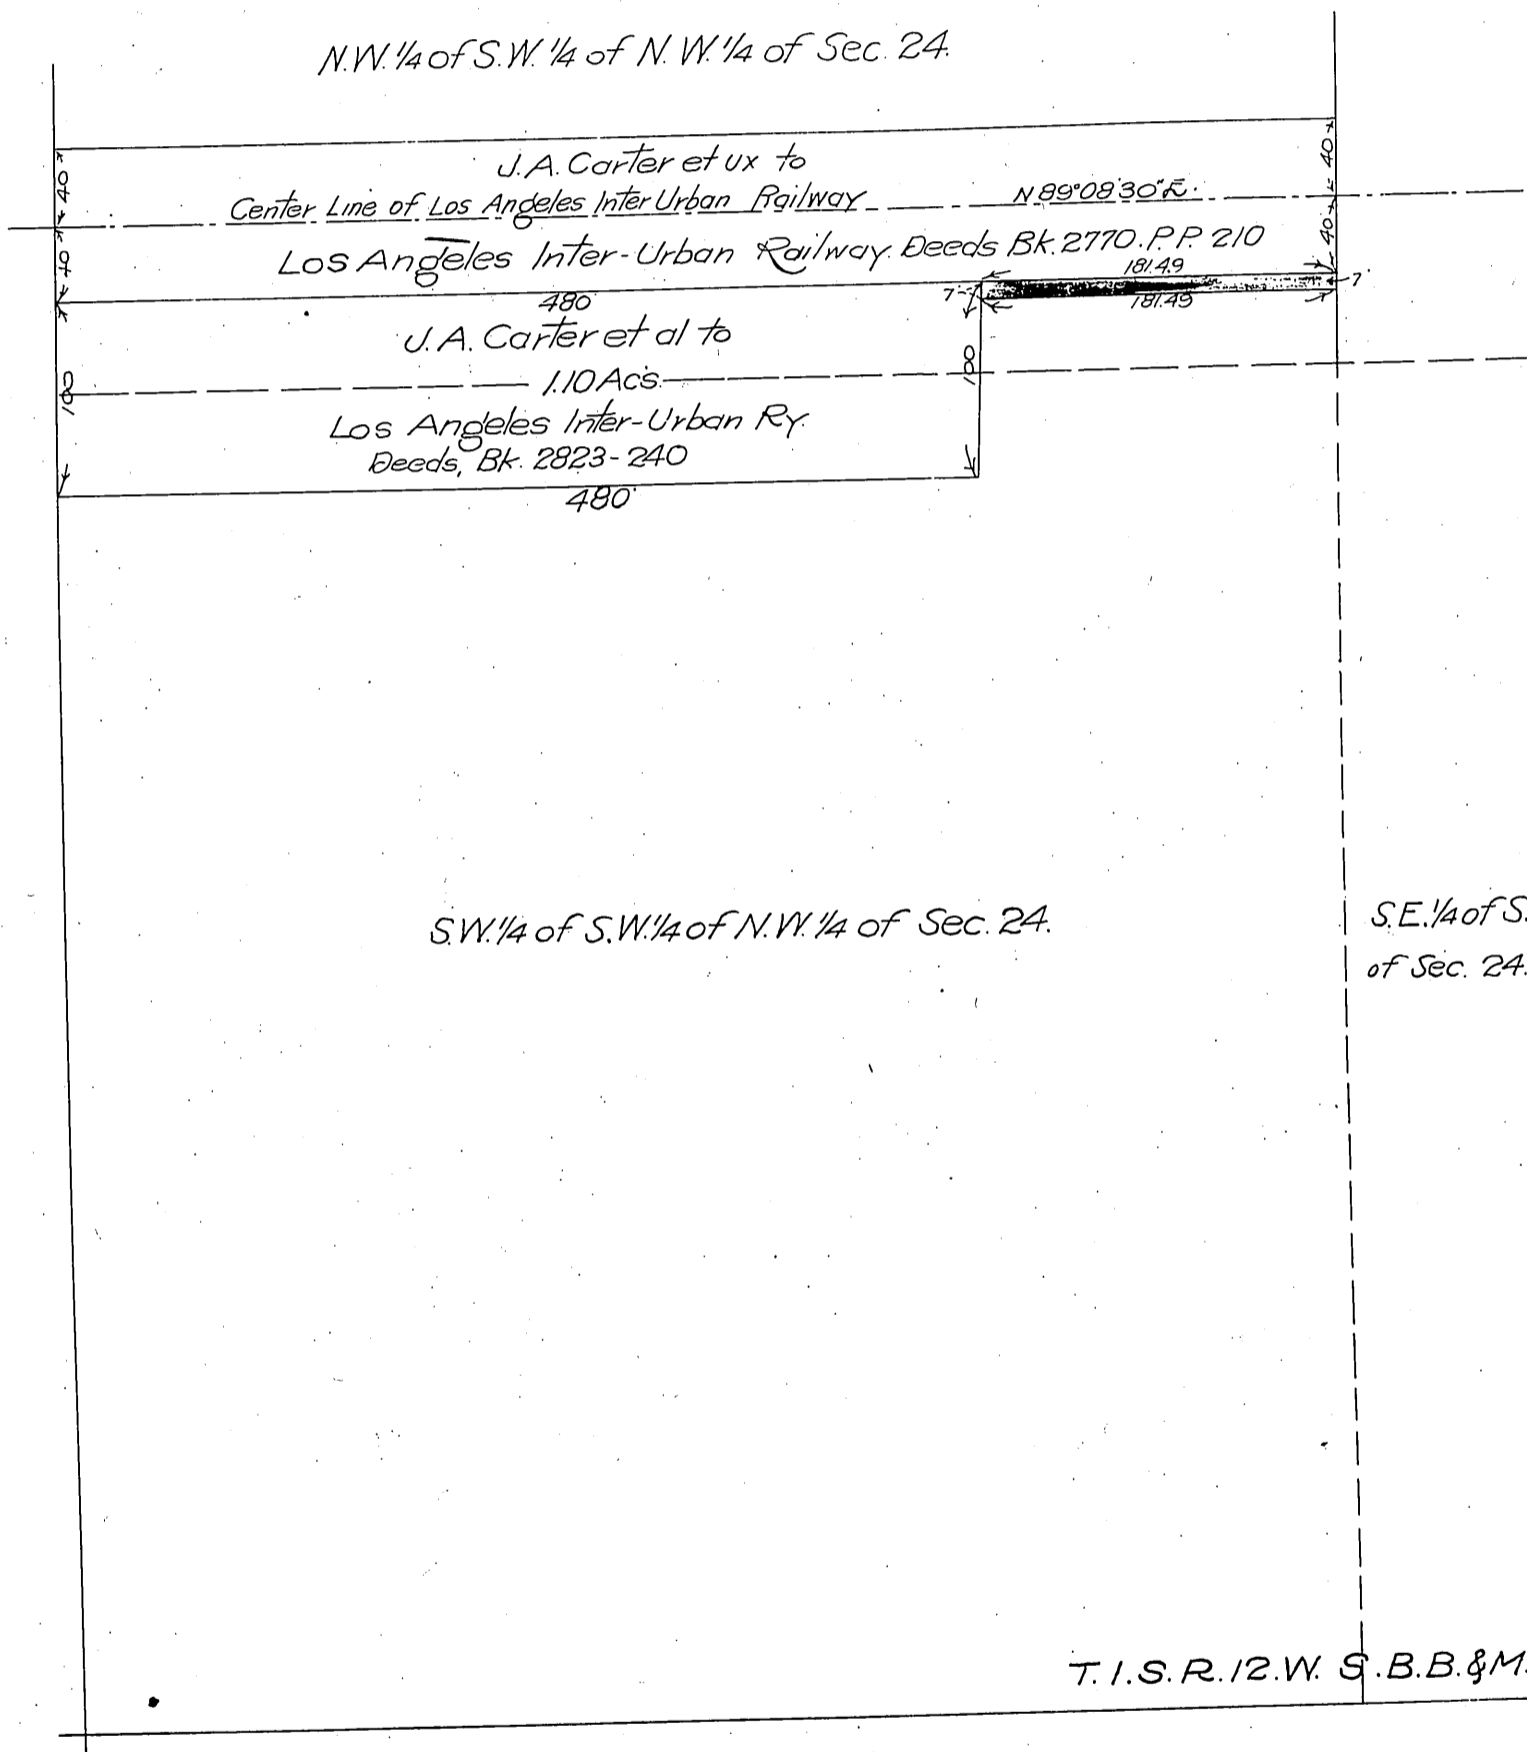 N.W.1/4 of S.W.1/4 of N.W.1/4 of Sec. 24.
J.A. Carter et ux to
40
40
Center Line of Los Angeles Inter Urban Railway
N89°08'30"E.
Los Angeles Inter-Urban Railway. Deeds Bk. 2770. P.P. 210
40
40
181.49
7'
7'
480'
181.49
J.A. Carter et al to
100
1.10 Acs.
100
Los Angeles Inter-Urban Ry.
Deeds, Bk. 2823-240
480'
S.W.1/4 of S.W.1/4 of N.W.1/4 of Sec. 24.
S.E.1/4 of S.
of Sec. 24.
T.1.S.R.12.W. S.B.B.&M.